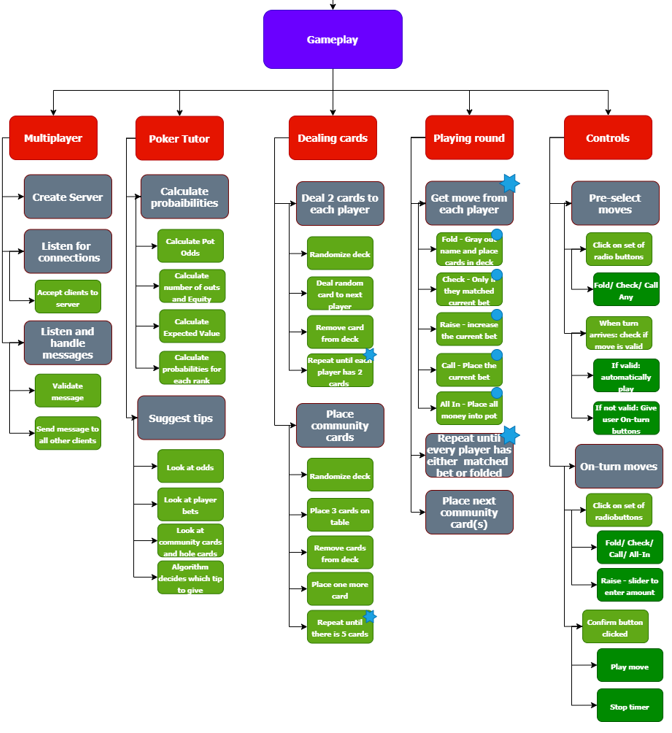 Gameplay
Multiplayer
Create Server
Listen for
connections
Accept clients to
server
Listen and
handle
messages
Validate
message
Send message to
all other clients
Poker Tutor
Calculate
probaibilities
Calculate Pot
Odds
Calculate
number of outs
and Equity
Calculate
Expected Value
Calculate
probabilities for
each rank
Suggest tips
Look at odds
Look at player
bets
Look at
community cards
and hole cards
Algorithm
decides which tip
to give
Dealing cards
Deal 2 cards to
each player
Randomize deck
Deal random
card to next
player
Remove card
from deck
Repeat until each
player has 2
cards
Place
community
cards
Randomize deck
Place 3 cards on
table
Remove cards
from deck
Place one more
card
Repeat until
there is 5 cards
Playing round
Get move from
each player
Fold - Gray out
name and place
cards in deck
Check - Only if
they matched
current bet
Raise - increase
the current bet
Call - Place the
current bet
All In - Place all
money into pot
Repeat until
every player has
either matched
bet or folded
Place next
community
card(s)
Controls
Pre-select
moves
Click on set of
radio buttons
Fold/ Check/ Call
Any
When turn
arrives: check if
move is valid
If valid:
automatically
play
If not valid: Give
user On-turn
buttons
On-turn moves
Click on set of
radiobuttons
Fold/ Check/
Call/ All-In
Raise - slider to
enter amount
Confirm button
clicked
Play move
Stop timer